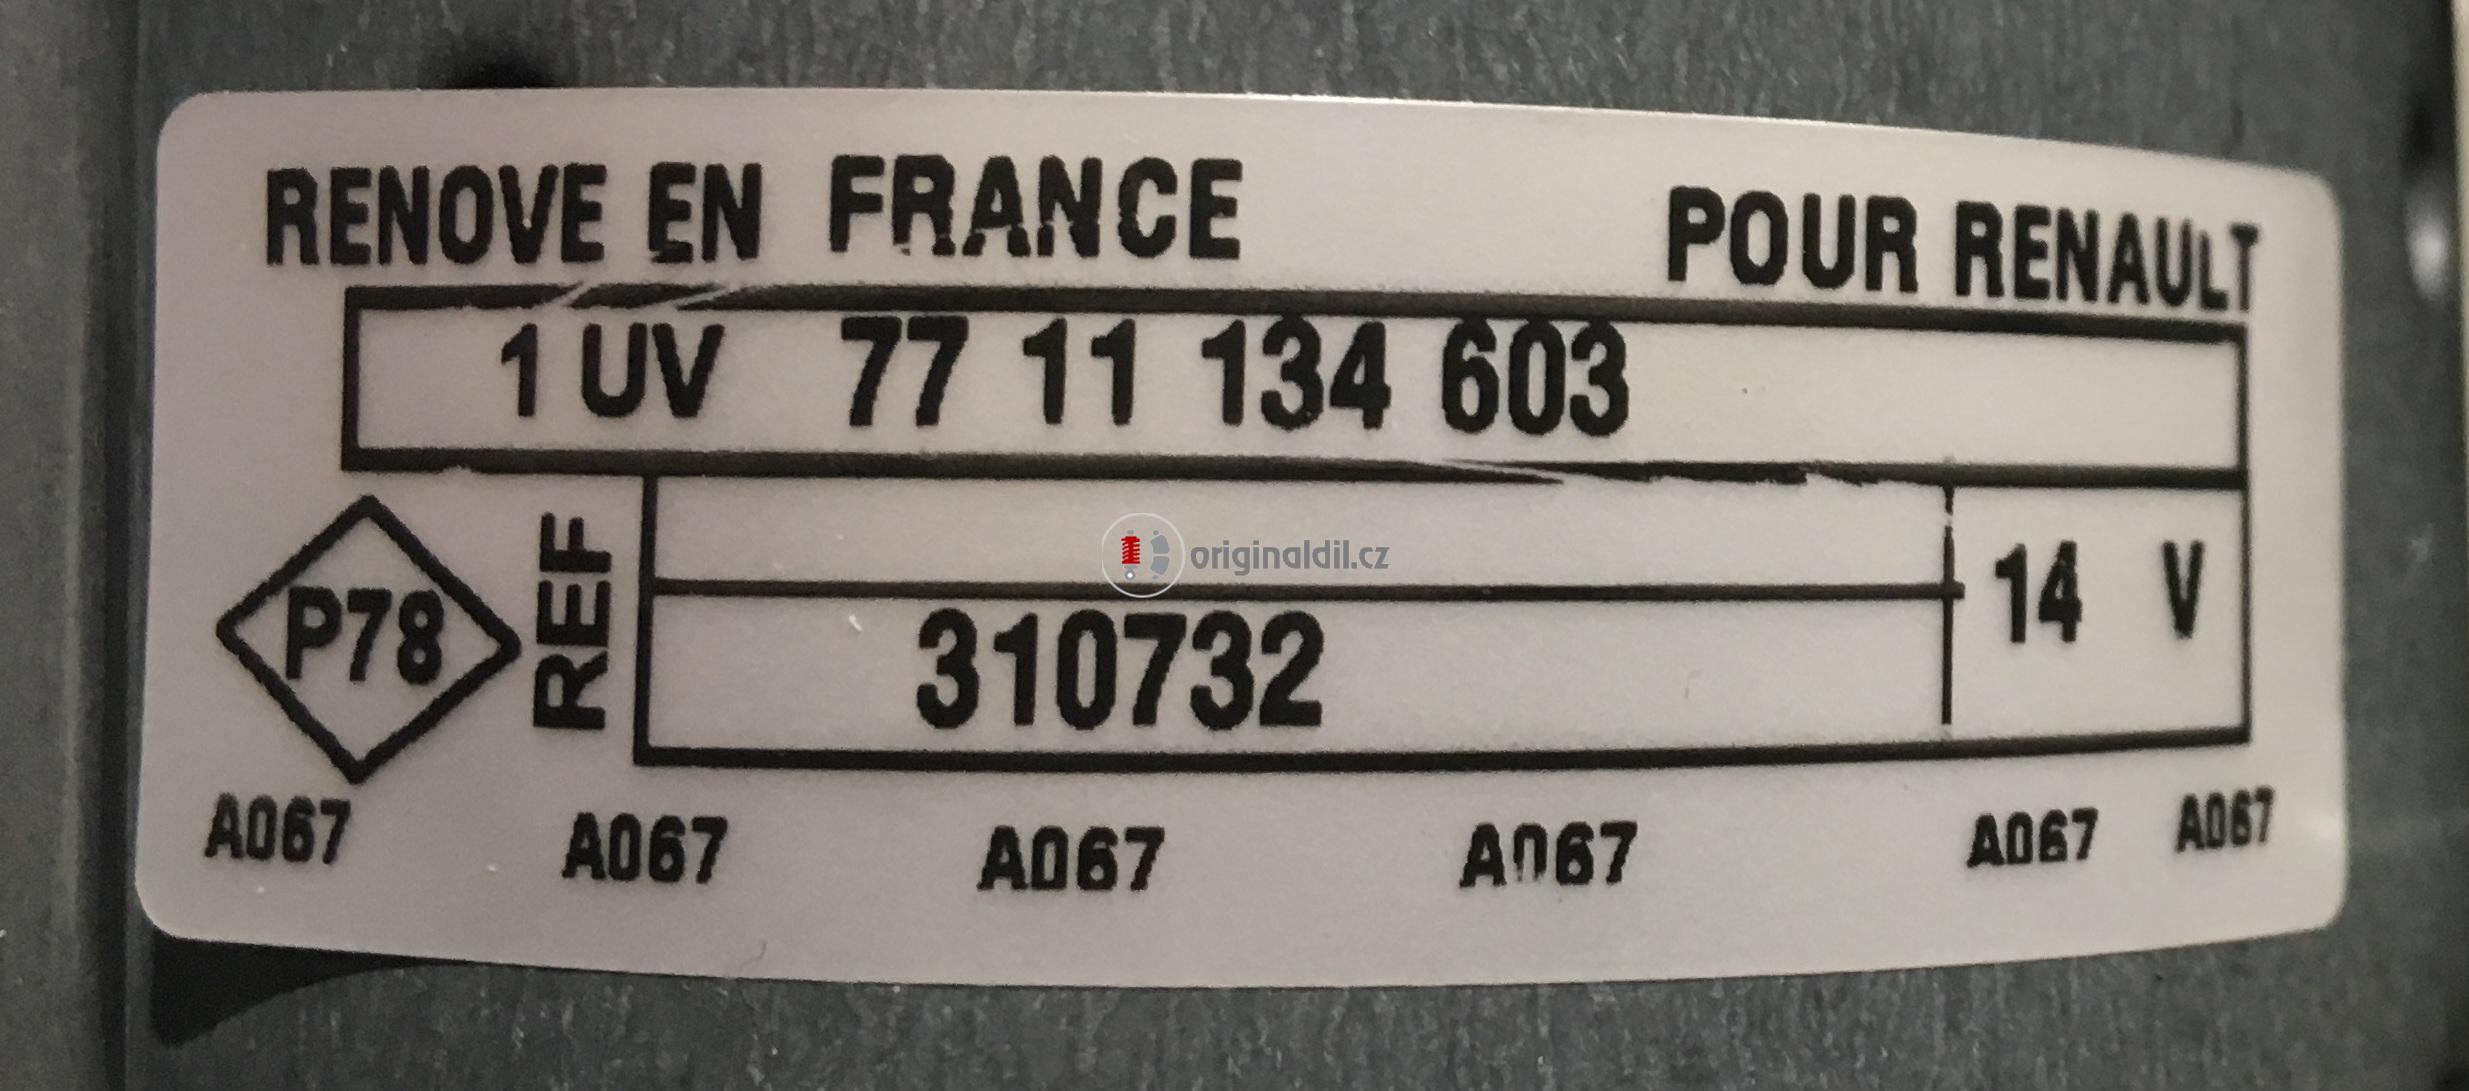 RENOVE EN FRANCE POUR RENAULT
1 UV 77 11 134 603
originaldil.cz
P78 REF 310732 14 V
A067 A067 A067 A067 A067 A067